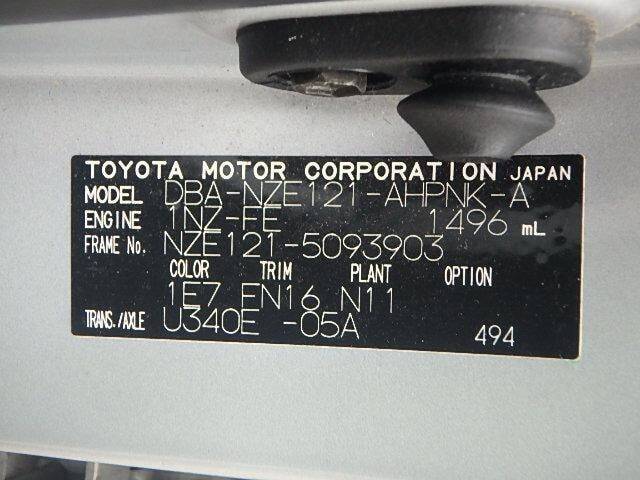 TOYOTA MOTOR CORPORATION JAPAN
MODEL DBA-NZE121-AHPNK-A
ENGINE 1NZ-FE 1496 mL
FRAME No. NZE121-5093903
COLOR TRIM PLANT OPTION
1E7 FN16 N11
TRANS./AXLE U340E -05A
494